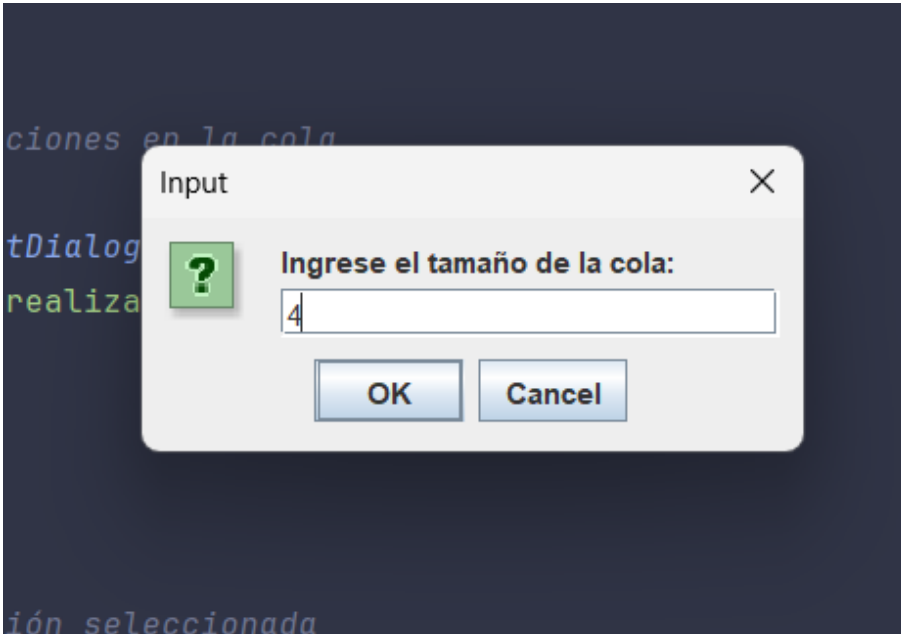 ciones en la cola
Input
tDialog
?
Ingrese el tamaño de la cola:
realiza
4
OK
Cancel
ión seleccionada